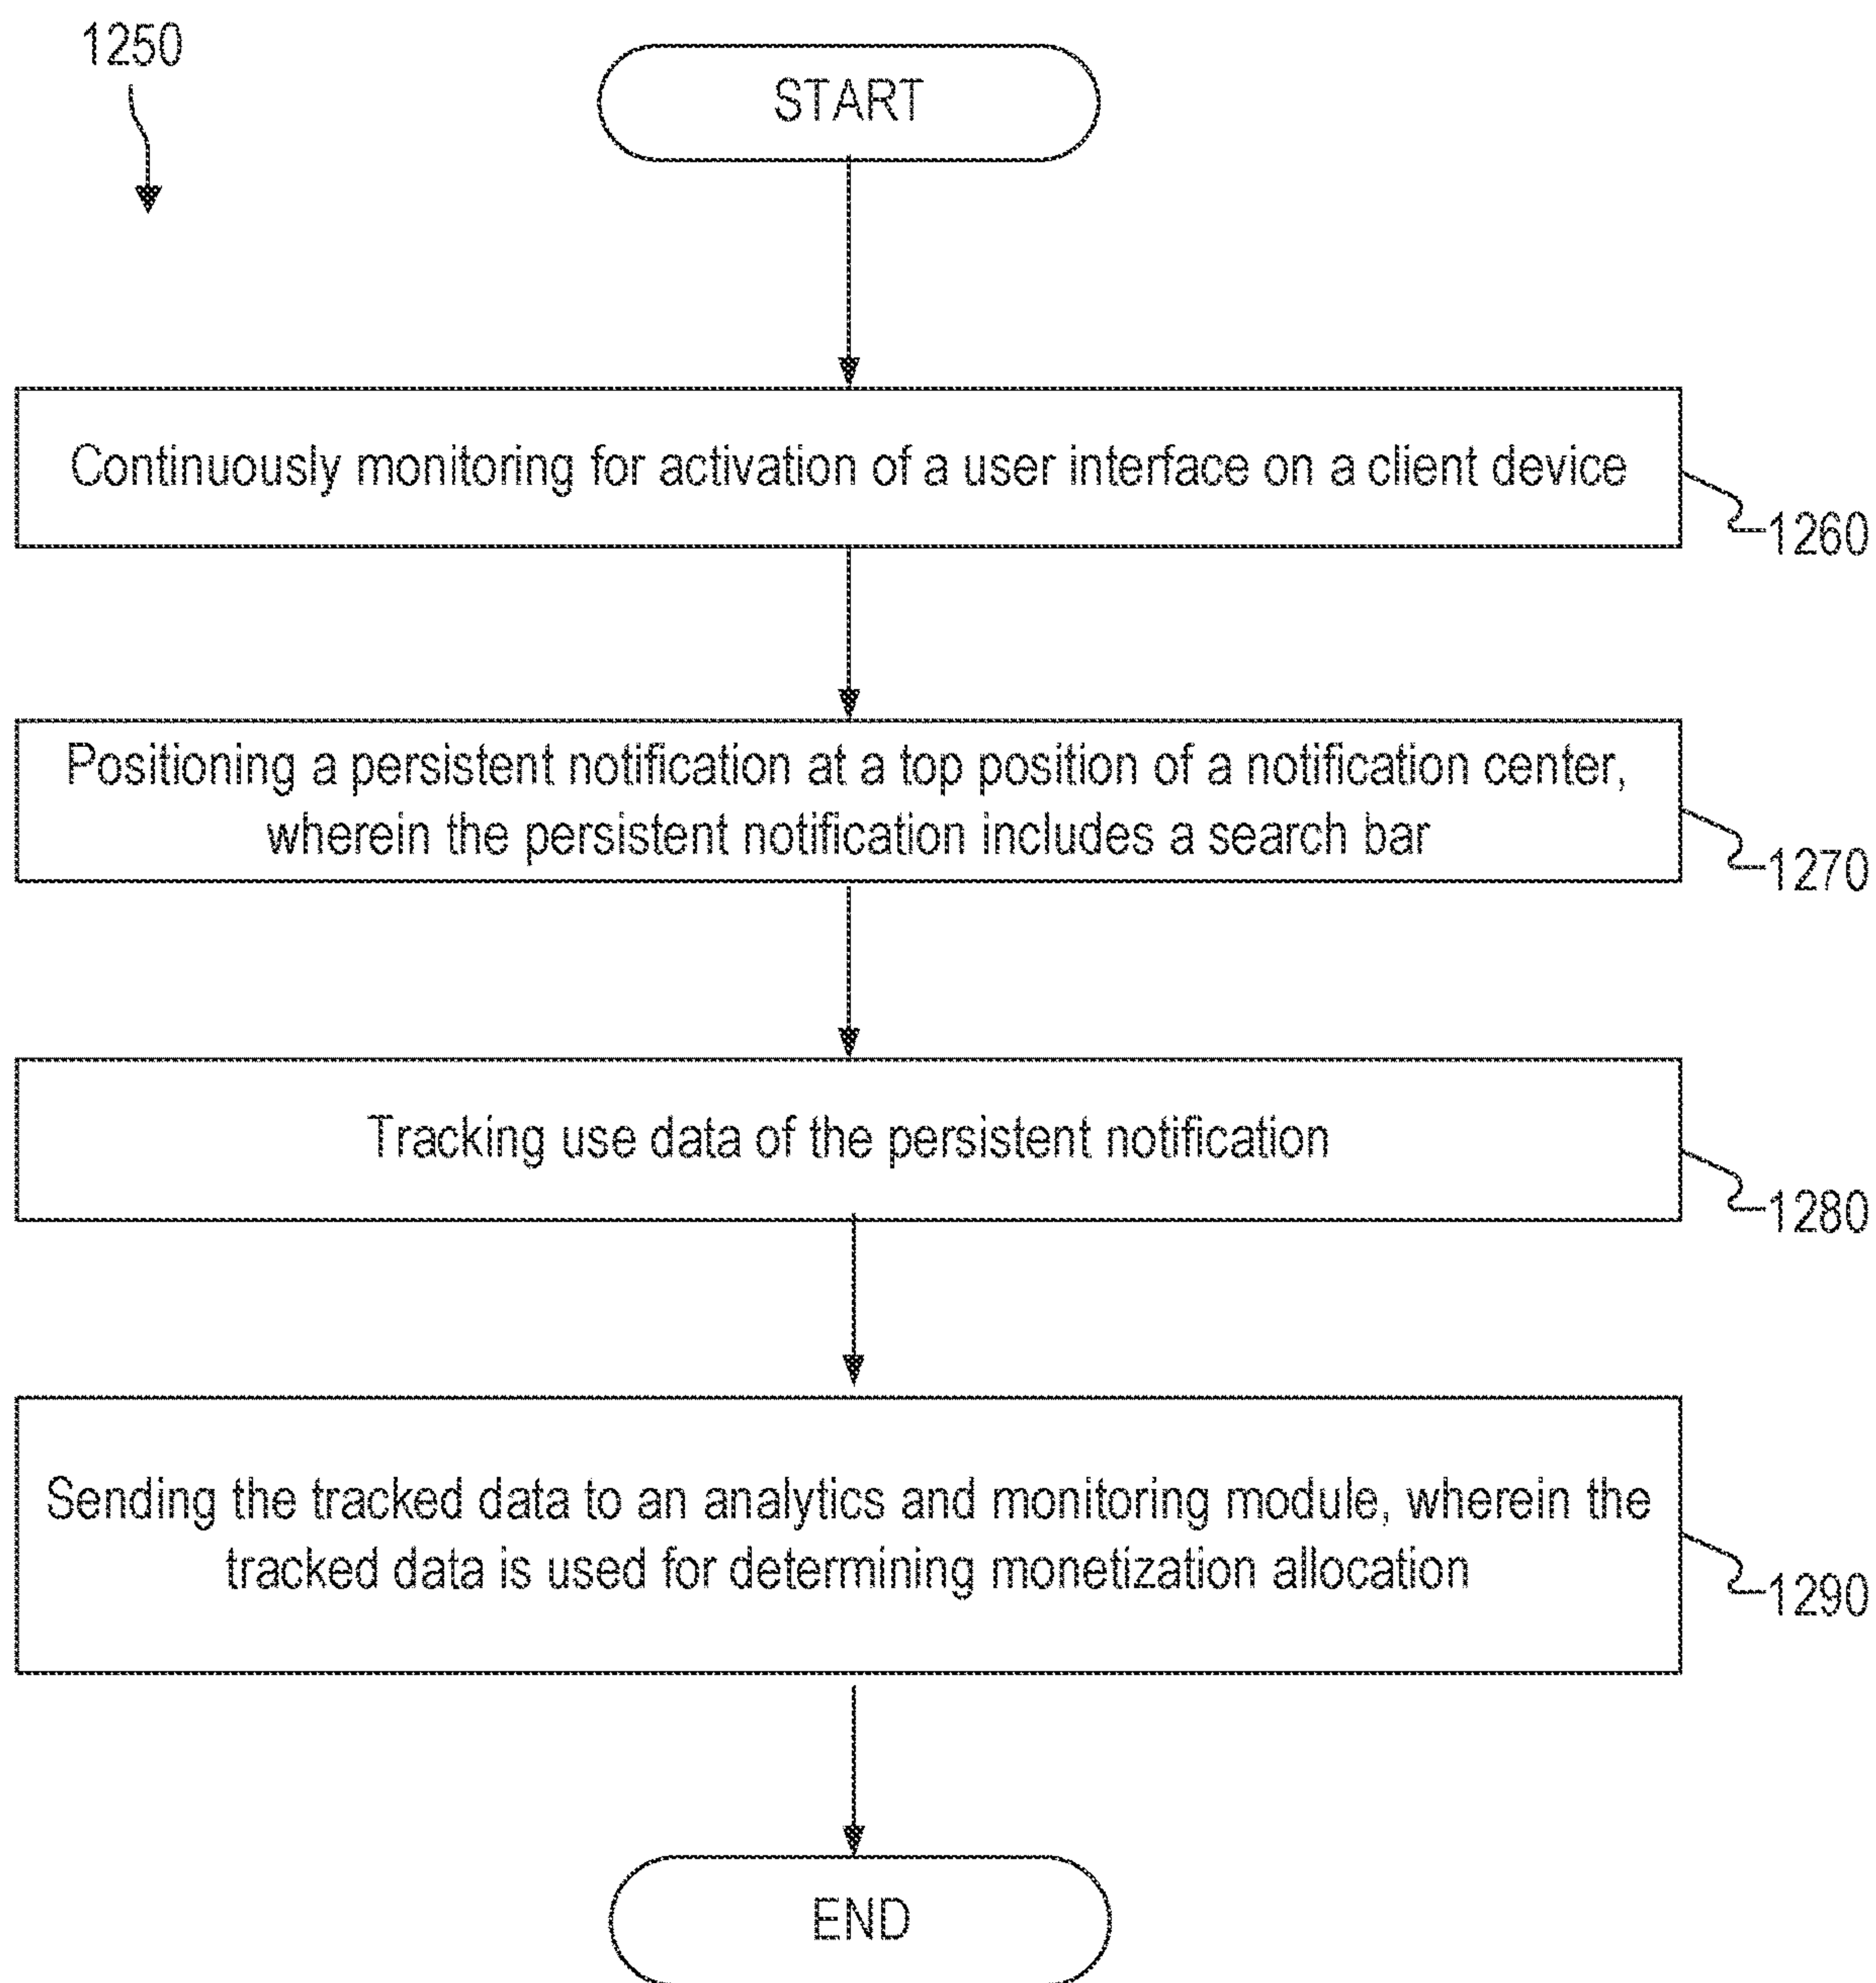 1250
START
Continuously monitoring for activation of a user interface on a client device
1260
Positioning a persistent notification at a top position of a notification center,
wherein the persistent notification includes a search bar
1270
Tracking use data of the persistent notification
1280
Sending the tracked data to an analytics and monitoring module, wherein the
tracked data is used for determining monetization allocation
1290
END